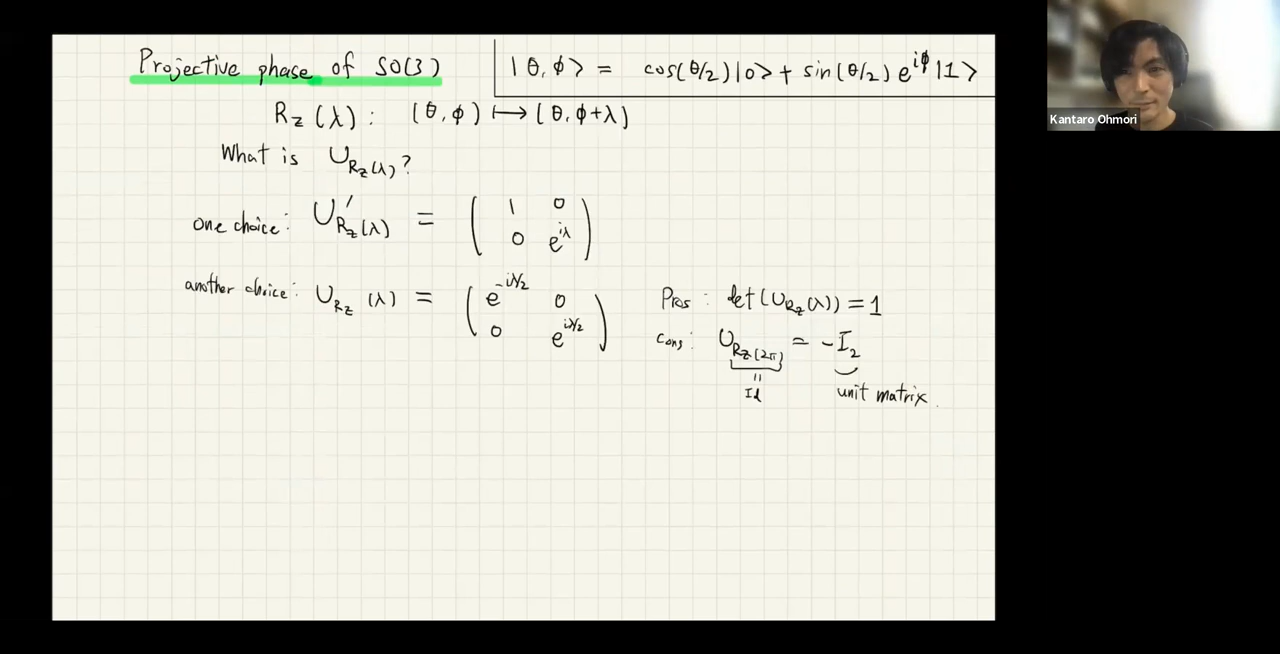 Projective phase of SO(3)
|θ,φ> = cos(θ/2)|0> + sin(θ/2) e^{iφ}|1>
R_z(λ) : (θ,φ) ↦ (θ,φ+λ)
What is U_{R_z(λ)}?
one choice: U'_{R_z(λ)} = ( 1 0 ; 0 e^{iλ} )
another choice: U_{R_z}(λ) = ( e^{-iλ/2} 0 ; 0 e^{iλ/2} )
Pros : det(U_{R_z(λ)}) = 1
Cons: U_{R_z(2π)} = -I_2
=
Id
unit matrix.
Kantaro Ohmori